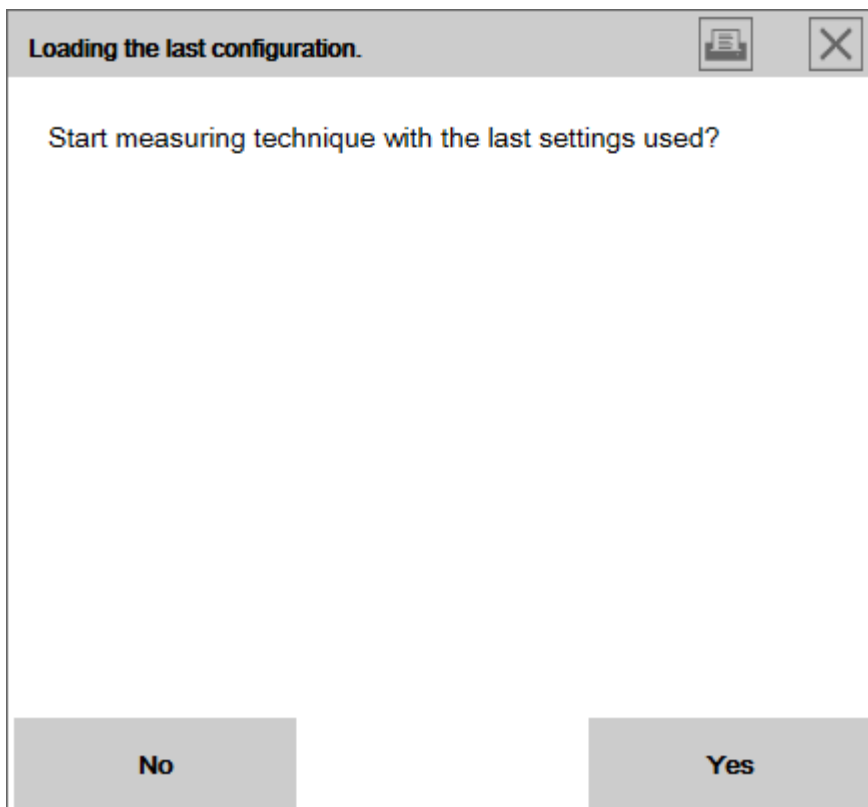 Loading the last configuration.
Start measuring technique with the last settings used?
No
Yes